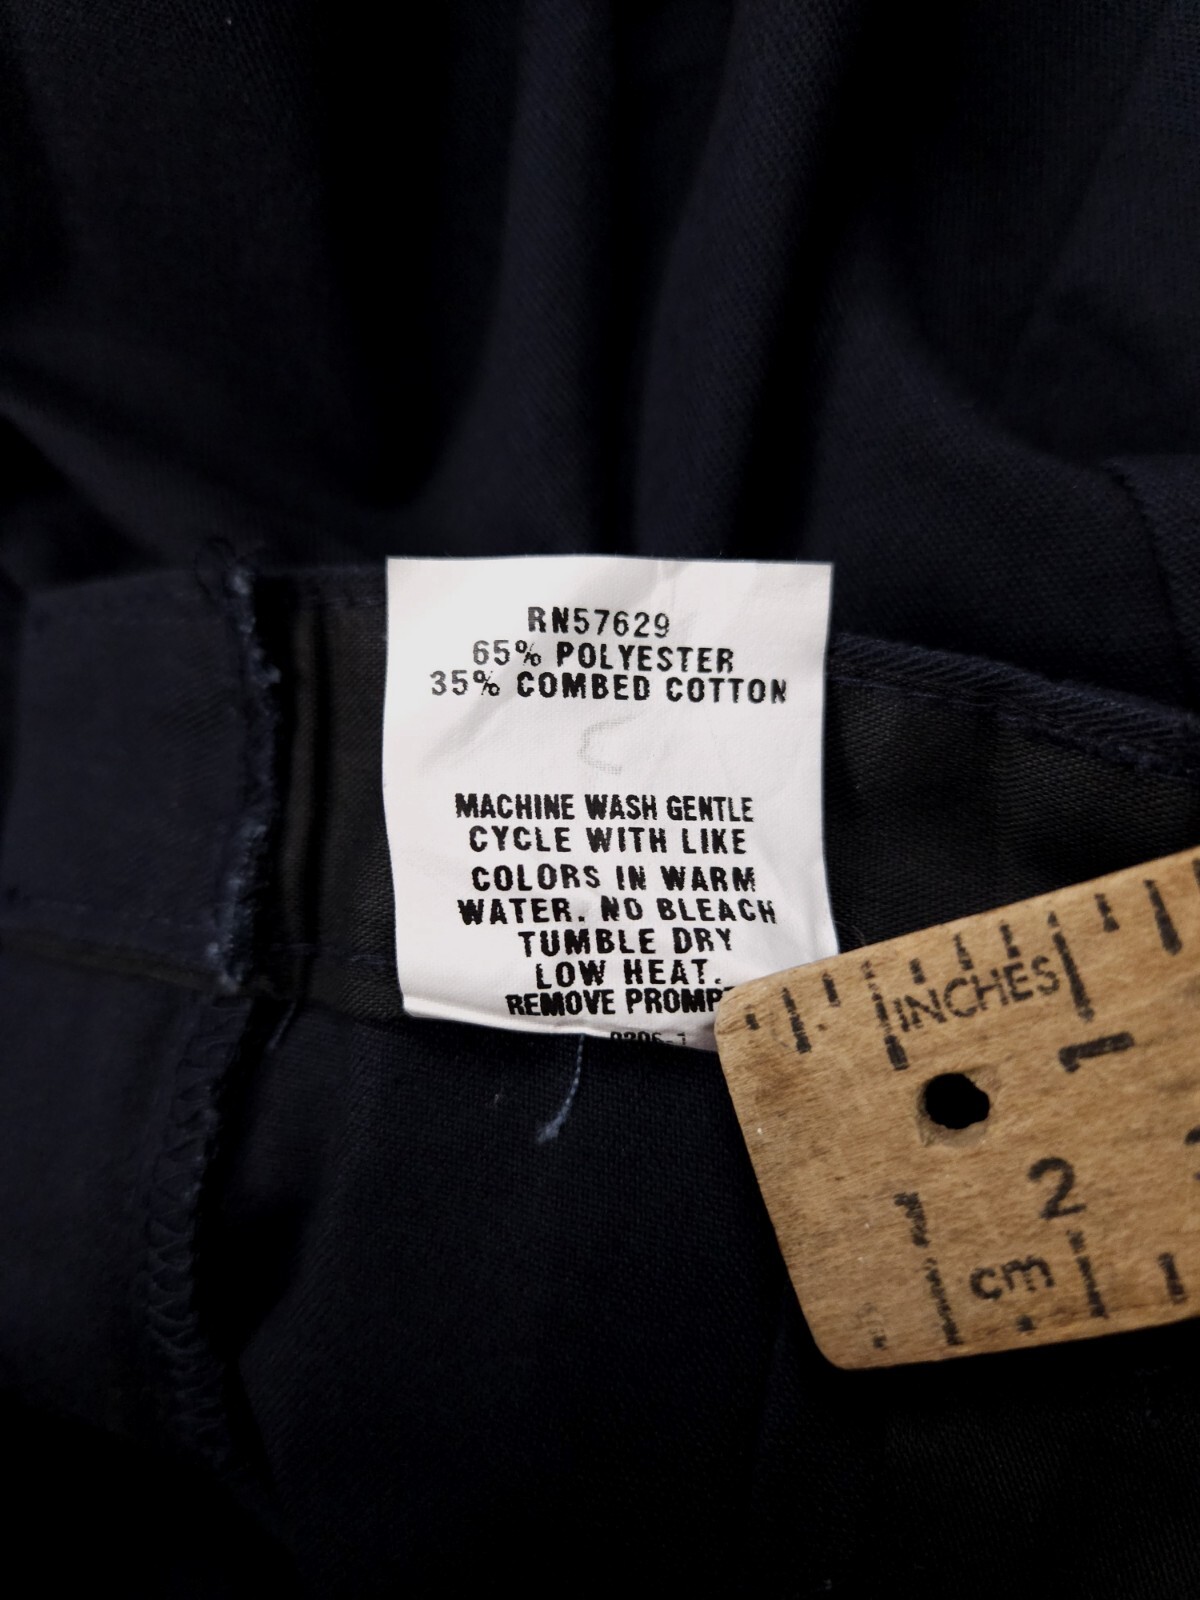 RN57629
65% POLYESTER
35% COMBED COTTON
MACHINE WASH GENTLE
CYCLE WITH LIKE
COLORS IN WARM
WATER. NO BLEACH
TUMBLE DRY
LOW HEAT.
REMOVE
INCHES
1
2
cm